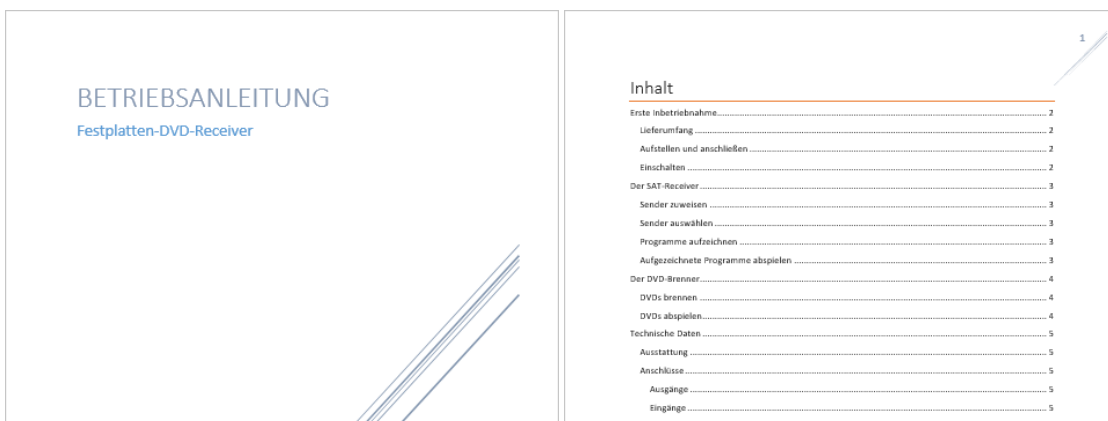 BETRIEBSANLEITUNG
Festplatten-DVD-Receiver
1
Inhalt
Erste Inbetriebnahme 2
Lieferumfang 2
Aufstellen und anschließen 2
Einschalten 2
Der SAT-Receiver 3
Sender zuweisen 3
Sender auswählen 3
Programme aufzeichnen 3
Aufgezeichnete Programme abspielen 3
Der DVD-Brenner 4
DVDs brennen 4
DVDs abspielen 4
Technische Daten 5
Ausstattung 5
Anschlüsse 5
Ausgänge 5
Eingänge 5